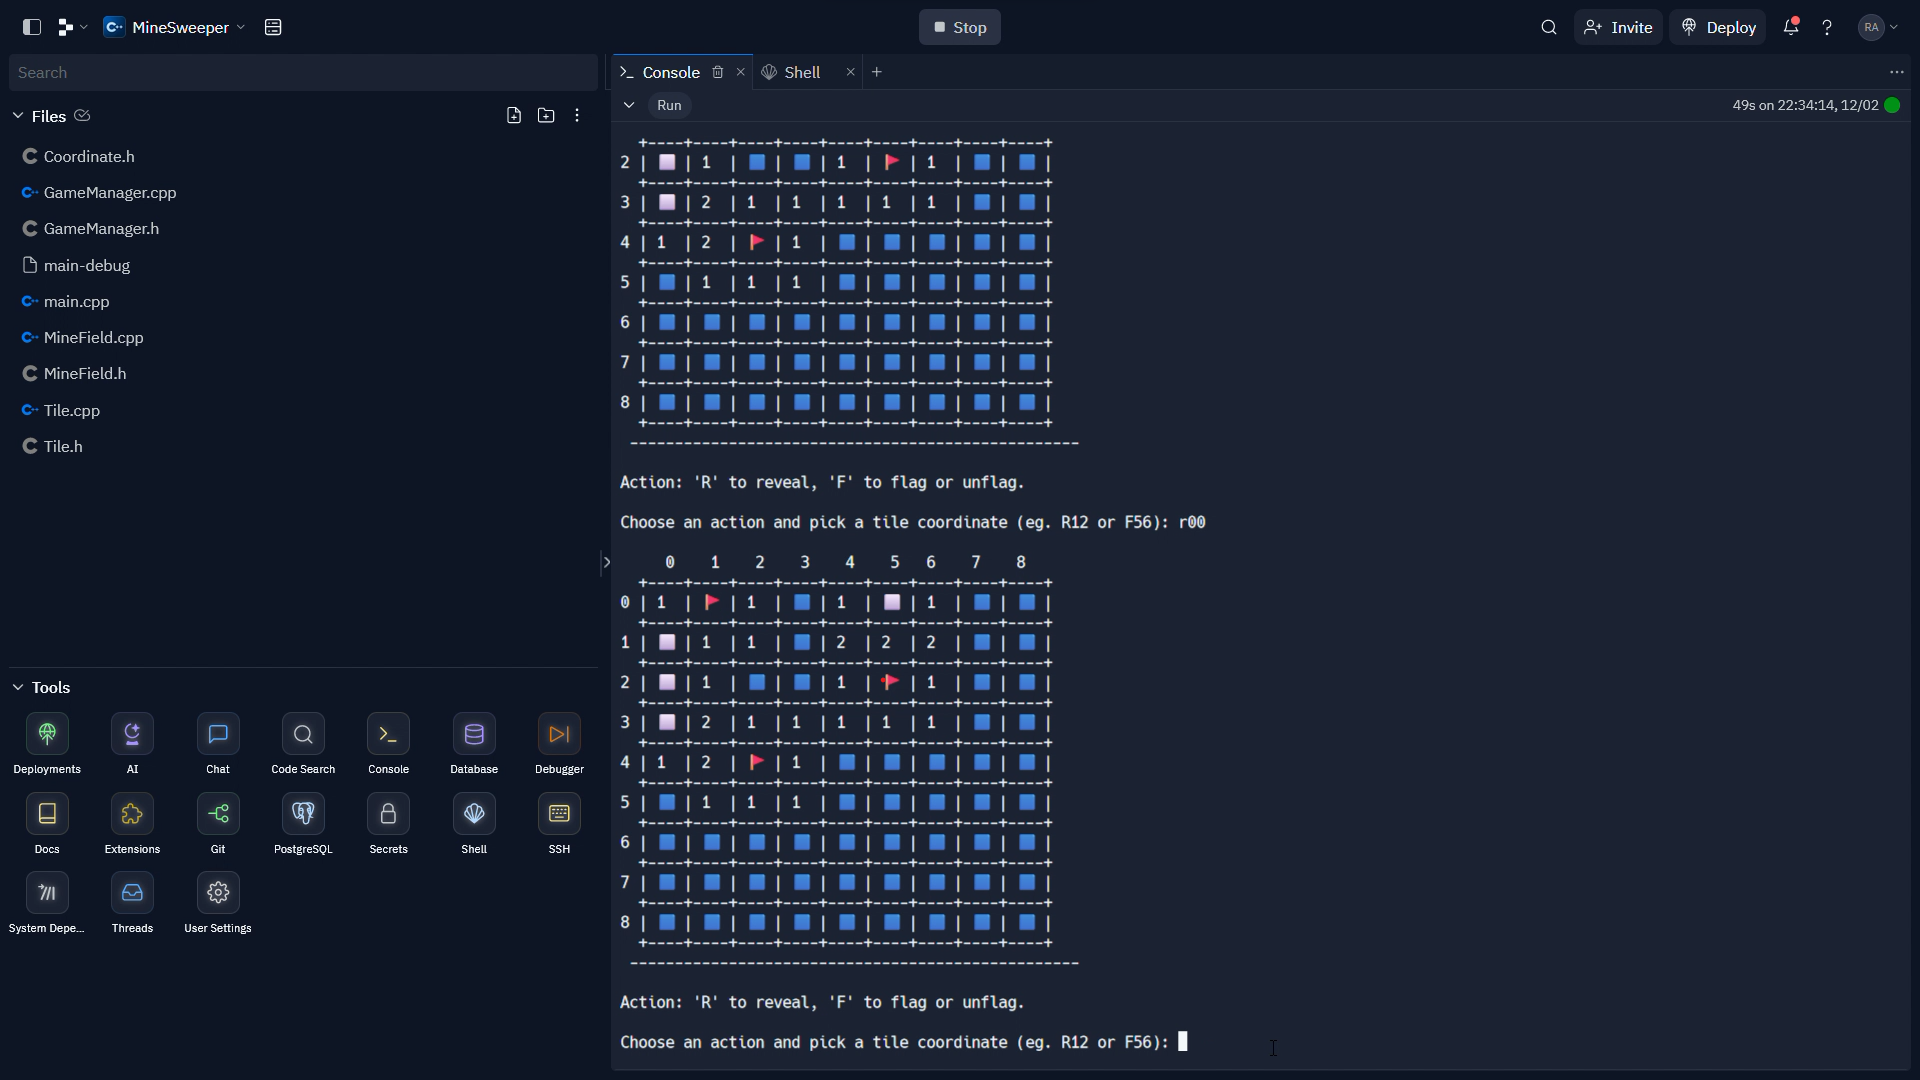 MineSweeper
Stop
Invite
Deploy
RA
Search
Console
Shell
Files
Run
49s on 22:34:14, 12/02
Coordinate.h
GameManager.cpp
GameManager.h
main-debug
main.cpp
MineField.cpp
MineField.h
Tile.cpp
Tile.h
Tools
Deployments
AI
Chat
Code Search
Console
Database
Debugger
Docs
Extensions
Git
PostgreSQL
Secrets
Shell
SSH
System Depe...
Threads
User Settings
+----+----+----+----+----+----+----+----+----+
2 | ⬜ | 1 | 🟦 | 🟦 | 1 | 🚩 | 1 | 🟦 | 🟦 |
+----+----+----+----+----+----+----+----+----+
3 | ⬜ | 2 | 1 | 1 | 1 | 1 | 1 | 🟦 | 🟦 |
+----+----+----+----+----+----+----+----+----+
4 | 1 | 2 | 🚩 | 1 | 🟦 | 🟦 | 🟦 | 🟦 | 🟦 |
+----+----+----+----+----+----+----+----+----+
5 | 🟦 | 1 | 1 | 1 | 🟦 | 🟦 | 🟦 | 🟦 | 🟦 |
+----+----+----+----+----+----+----+----+----+
6 | 🟦 | 🟦 | 🟦 | 🟦 | 🟦 | 🟦 | 🟦 | 🟦 | 🟦 |
+----+----+----+----+----+----+----+----+----+
7 | 🟦 | 🟦 | 🟦 | 🟦 | 🟦 | 🟦 | 🟦 | 🟦 | 🟦 |
+----+----+----+----+----+----+----+----+----+
8 | 🟦 | 🟦 | 🟦 | 🟦 | 🟦 | 🟦 | 🟦 | 🟦 | 🟦 |
+----+----+----+----+----+----+----+----+----+
--------------------------------------------------
Action: 'R' to reveal, 'F' to flag or unflag.
Choose an action and pick a tile coordinate (eg. R12 or F56): r00
0 1 2 3 4 5 6 7 8
+----+----+----+----+----+----+----+----+----+
0 | 1 | 🚩 | 1 | 🟦 | 1 | ⬜ | 1 | 🟦 | 🟦 |
+----+----+----+----+----+----+----+----+----+
1 | ⬜ | 1 | 1 | 🟦 | 2 | 2 | 2 | 🟦 | 🟦 |
+----+----+----+----+----+----+----+----+----+
2 | ⬜ | 1 | 🟦 | 🟦 | 1 | 🚩 | 1 | 🟦 | 🟦 |
+----+----+----+----+----+----+----+----+----+
3 | ⬜ | 2 | 1 | 1 | 1 | 1 | 1 | 🟦 | 🟦 |
+----+----+----+----+----+----+----+----+----+
4 | 1 | 2 | 🚩 | 1 | 🟦 | 🟦 | 🟦 | 🟦 | 🟦 |
+----+----+----+----+----+----+----+----+----+
5 | 🟦 | 1 | 1 | 1 | 🟦 | 🟦 | 🟦 | 🟦 | 🟦 |
+----+----+----+----+----+----+----+----+----+
6 | 🟦 | 🟦 | 🟦 | 🟦 | 🟦 | 🟦 | 🟦 | 🟦 | 🟦 |
+----+----+----+----+----+----+----+----+----+
7 | 🟦 | 🟦 | 🟦 | 🟦 | 🟦 | 🟦 | 🟦 | 🟦 | 🟦 |
+----+----+----+----+----+----+----+----+----+
8 | 🟦 | 🟦 | 🟦 | 🟦 | 🟦 | 🟦 | 🟦 | 🟦 | 🟦 |
+----+----+----+----+----+----+----+----+----+
--------------------------------------------------
Action: 'R' to reveal, 'F' to flag or unflag.
Choose an action and pick a tile coordinate (eg. R12 or F56):